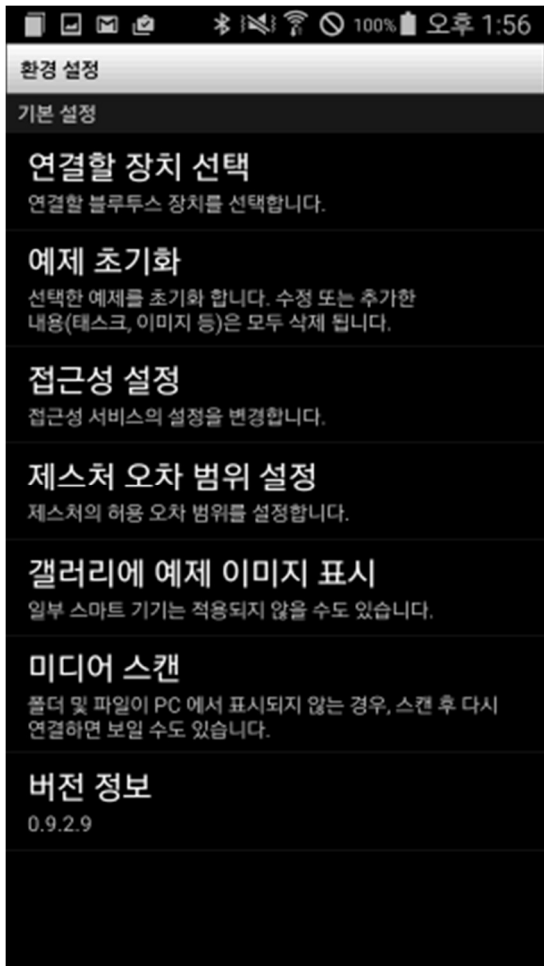 100% 오후 1:56
환경 설정
기본 설정
연결할 장치 선택
연결할 블루투스 장치를 선택합니다.
예제 초기화
선택한 예제를 초기화 합니다. 수정 또는 추가한
내용(태스크, 이미지 등)은 모두 삭제 됩니다.
접근성 설정
접근성 서비스의 설정을 변경합니다.
제스처 오차 범위 설정
제스처의 허용 오차 범위를 설정합니다.
갤러리에 예제 이미지 표시
일부 스마트 기기는 적용되지 않을 수도 있습니다.
미디어 스캔
폴더 및 파일이 PC 에서 표시되지 않는 경우, 스캔 후 다시
연결하면 보일 수도 있습니다.
버전 정보
0.9.2.9